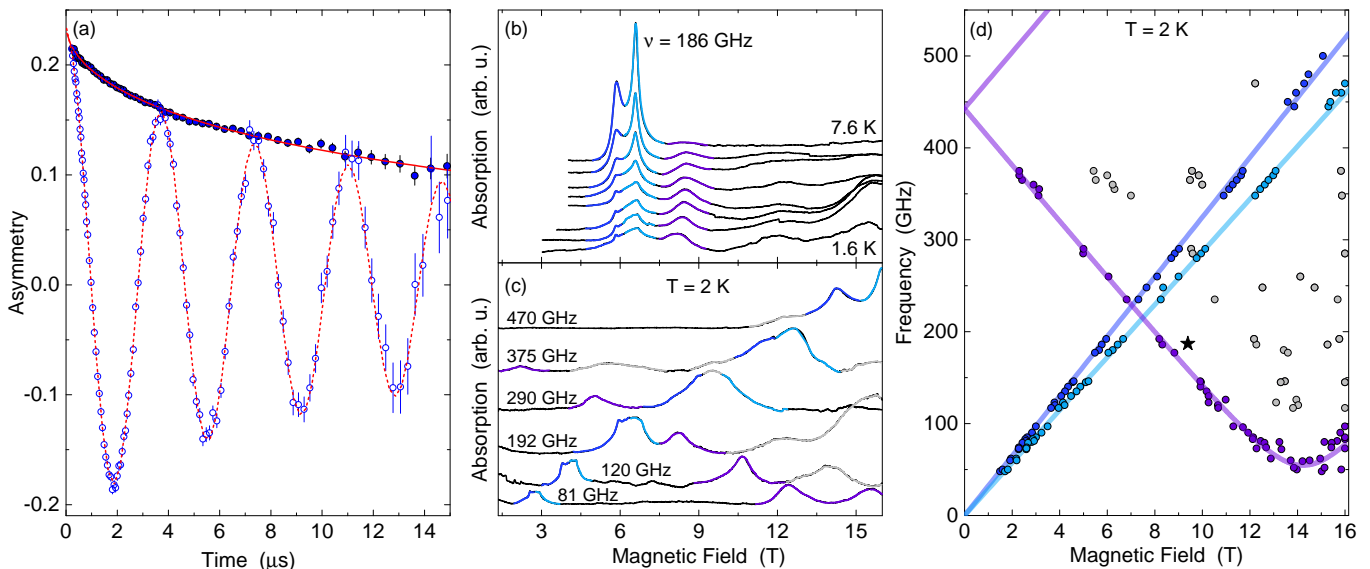 (a)
0.2
0.1
0.0
-0.1
-0.2
Asymmetry
0 2 4 6 8 10 12 14
Time (μs)
(b)
ν = 186 GHz
7.6 K
1.6 K
Absorption (arb. u.)
(c)
T = 2 K
470 GHz
375 GHz
290 GHz
192 GHz
120 GHz
81 GHz
Absorption (arb. u.)
3 6 9 12 15
Magnetic Field (T)
(d)
T = 2 K
500
400
300
200
100
0
Frequency (GHz)
0 2 4 6 8 10 12 14 16
Magnetic Field (T)